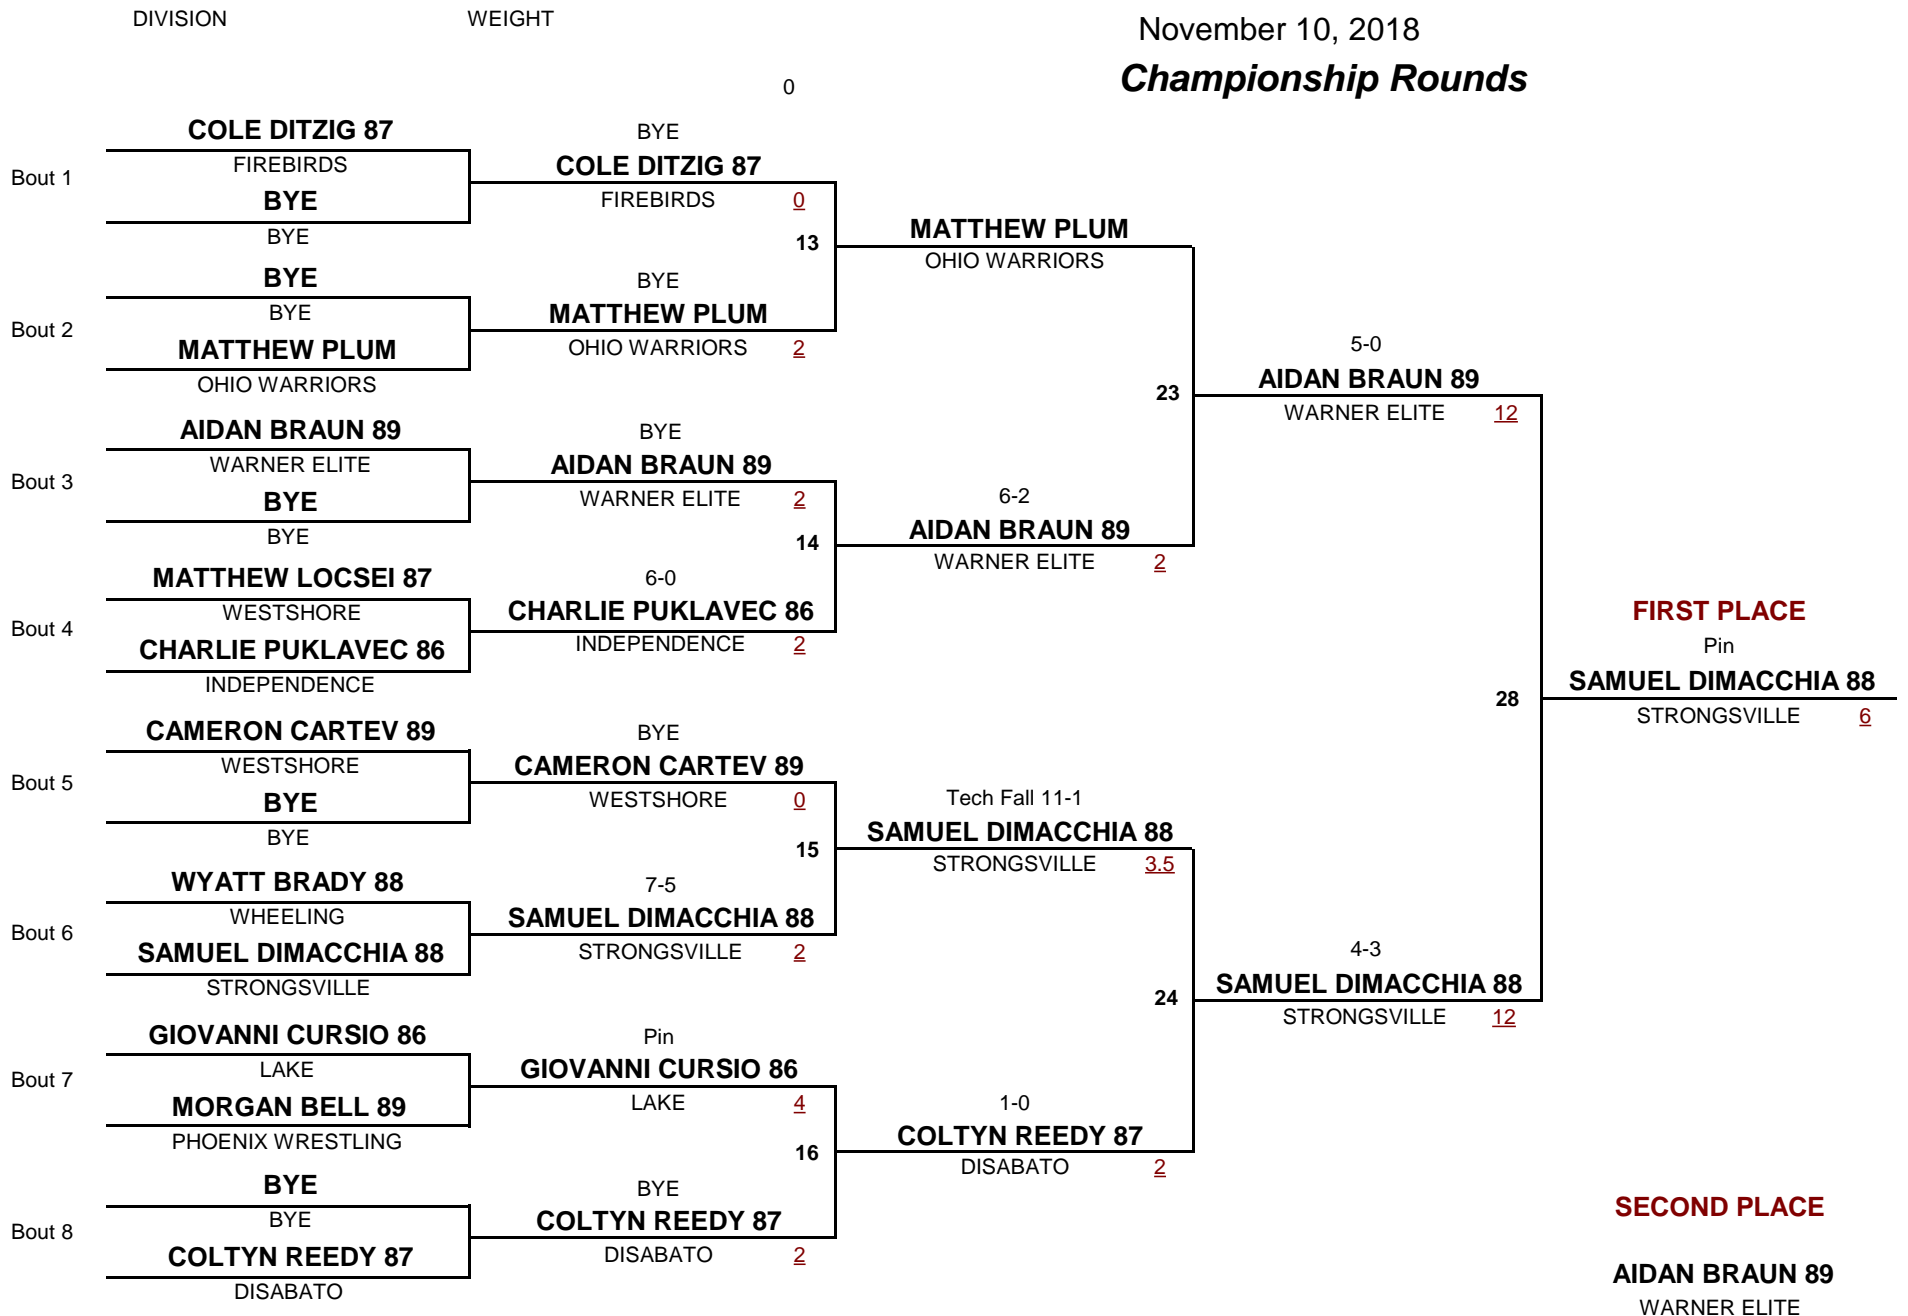 DIVISION WEIGHT
November 10, 2018
Championship Rounds
0
COLE DITZIG 87
FIREBIRDS
Bout 1
BYE
BYE
BYE
COLE DITZIG 87
FIREBIRDS 0
13
MATTHEW PLUM
OHIO WARRIORS
BYE
BYE
Bout 2
MATTHEW PLUM
OHIO WARRIORS
BYE
MATTHEW PLUM
OHIO WARRIORS 2
23
5-0
AIDAN BRAUN 89
WARNER ELITE 12
AIDAN BRAUN 89
WARNER ELITE
Bout 3
BYE
BYE
BYE
AIDAN BRAUN 89
WARNER ELITE 2
14
6-2
AIDAN BRAUN 89
WARNER ELITE 2
MATTHEW LOCSEI 87
WESTSHORE
Bout 4
CHARLIE PUKLAVEC 86
INDEPENDENCE
6-0
CHARLIE PUKLAVEC 86
INDEPENDENCE 2
FIRST PLACE
Pin
SAMUEL DIMACCHIA 88
STRONGSVILLE 6
28
CAMERON CARTEV 89
WESTSHORE
Bout 5
BYE
BYE
BYE
CAMERON CARTEV 89
WESTSHORE 0
15
Tech Fall 11-1
SAMUEL DIMACCHIA 88
STRONGSVILLE 3.5
WYATT BRADY 88
WHEELING
Bout 6
SAMUEL DIMACCHIA 88
STRONGSVILLE
7-5
SAMUEL DIMACCHIA 88
STRONGSVILLE 2
24
4-3
SAMUEL DIMACCHIA 88
STRONGSVILLE 12
GIOVANNI CURSIO 86
LAKE
Bout 7
MORGAN BELL 89
PHOENIX WRESTLING
Pin
GIOVANNI CURSIO 86
LAKE 4
16
1-0
COLTYN REEDY 87
DISABATO 2
BYE
BYE
Bout 8
COLTYN REEDY 87
DISABATO
BYE
COLTYN REEDY 87
DISABATO 2
SECOND PLACE
AIDAN BRAUN 89
WARNER ELITE